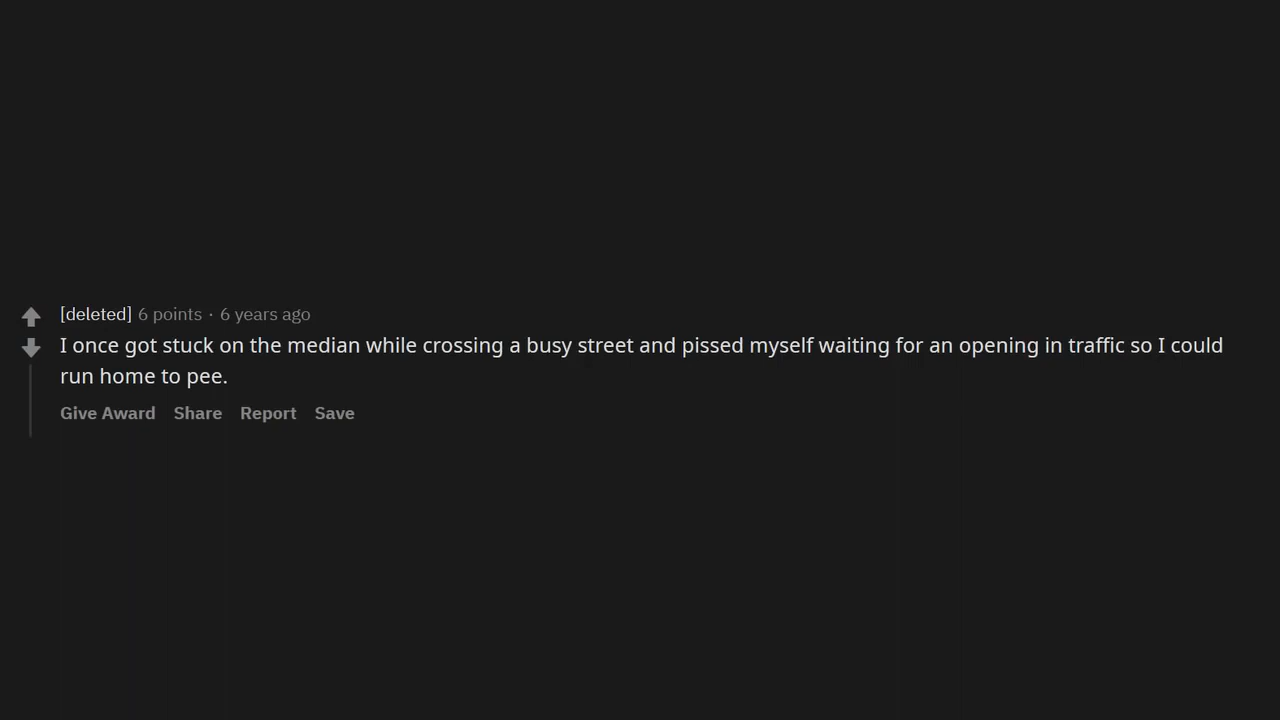 [deleted] 6 points · 6 years ago
I once got stuck on the median while crossing a busy street and pissed myself waiting for an opening in traffic so I could
run home to pee.
Give Award Share Report Save